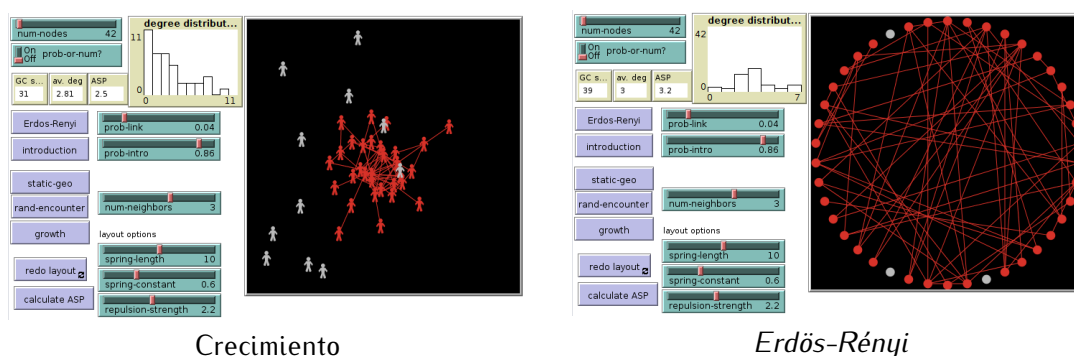 num-nodes 42
On
Off prob-or-num?
GC s... av. deg ASP
31 2.81 2.5
degree distribut...
11
0
0 11
Erdos-Renyi
introduction
prob-link 0.04
prob-intro 0.86
static-geo
rand-encounter
growth
num-neighbors 3
layout options
redo layout
calculate ASP
spring-length 10
spring-constant 0.6
repulsion-strength 2.2
Crecimiento
num-nodes 42
On
Off prob-or-num?
GC s... av. deg ASP
39 3 3.2
degree distribut...
42
0
0 7
Erdos-Renyi
introduction
prob-link 0.04
prob-intro 0.86
static-geo
rand-encounter
growth
num-neighbors 3
layout options
redo layout
calculate ASP
spring-length 10
spring-constant 0.6
repulsion-strength 2.2
Erdös-Rényi